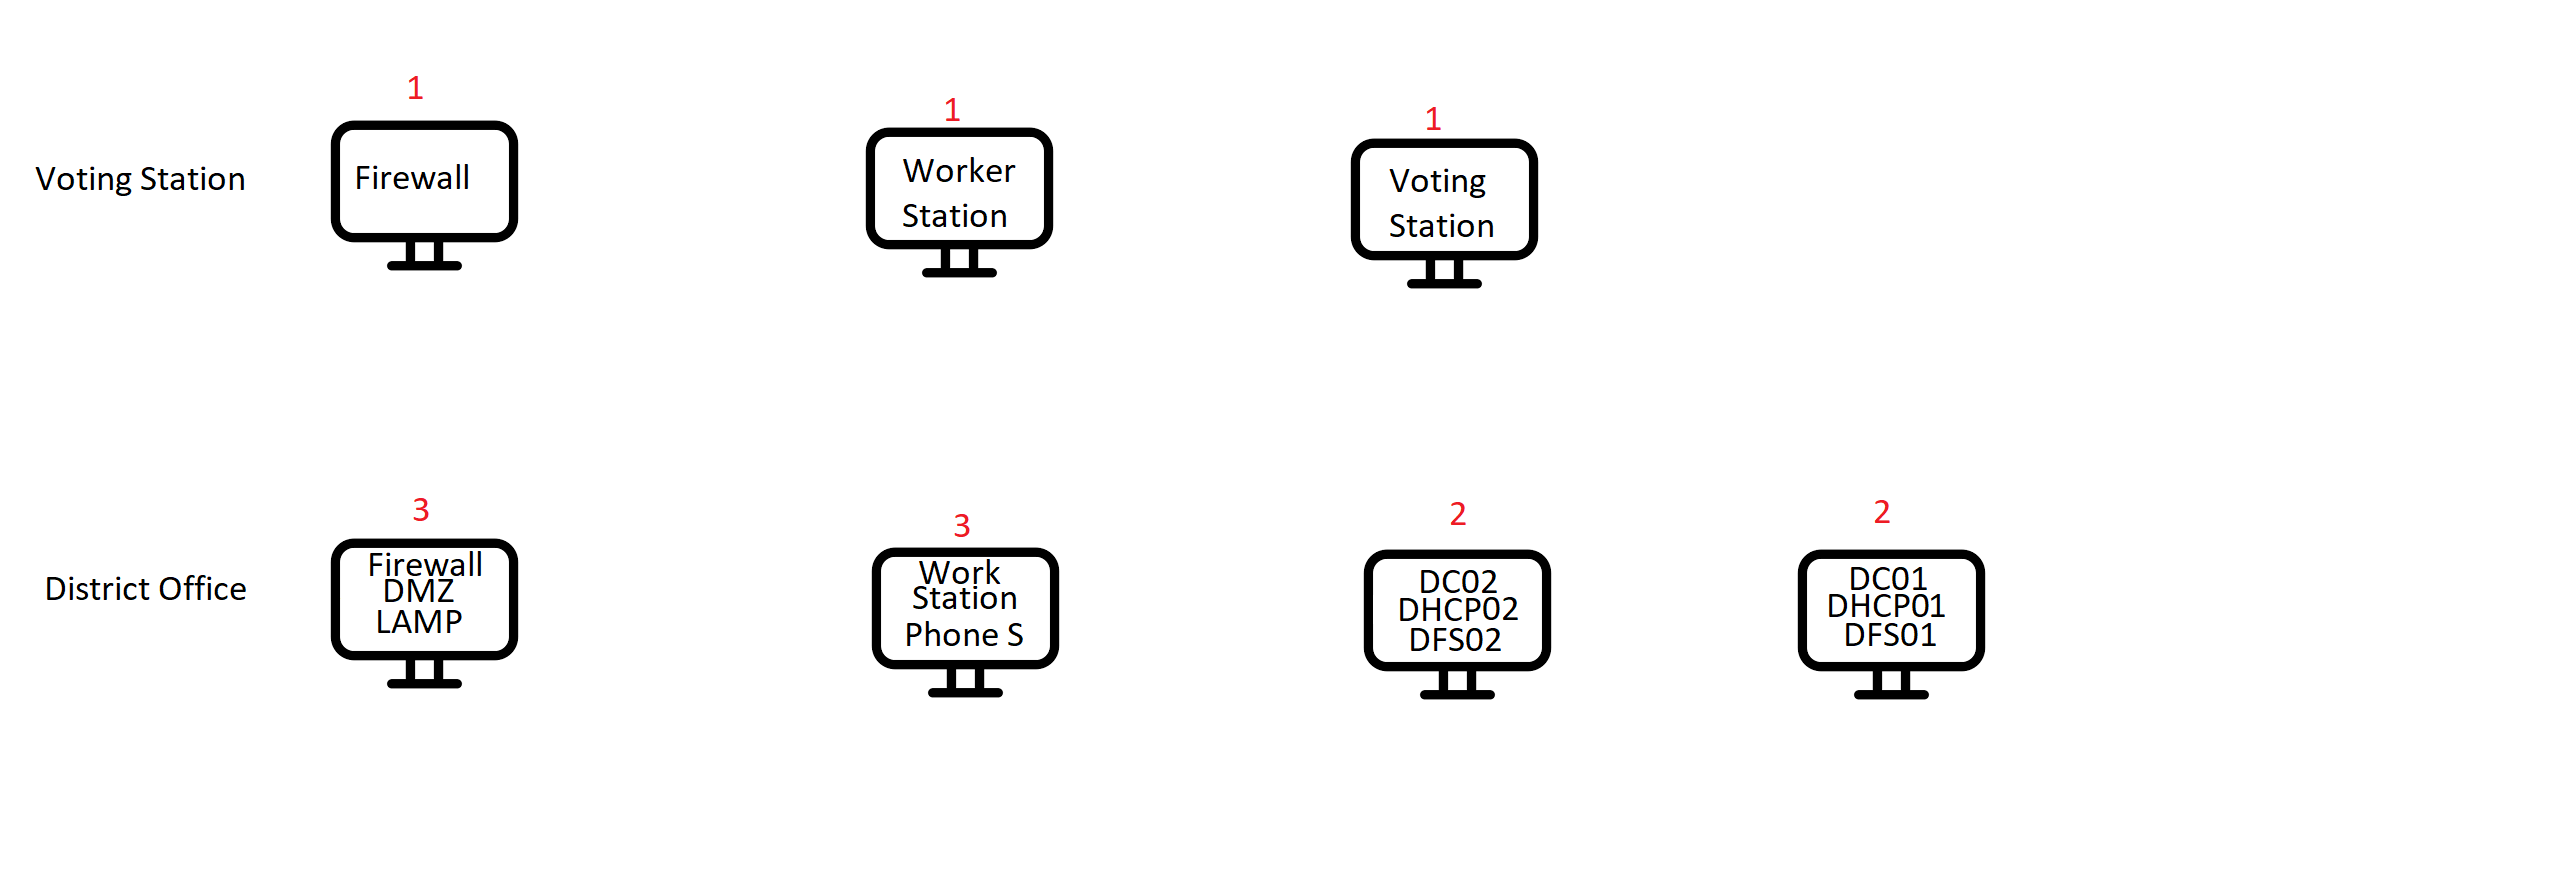 1
1
1
Voting Station
Firewall
Worker
Station
Voting
Station
3
3
2
2
District Office
Firewall
DMZ
LAMP
Work
Station
Phone S
DC02
DHCP02
DFS02
DC01
DHCP01
DFS01